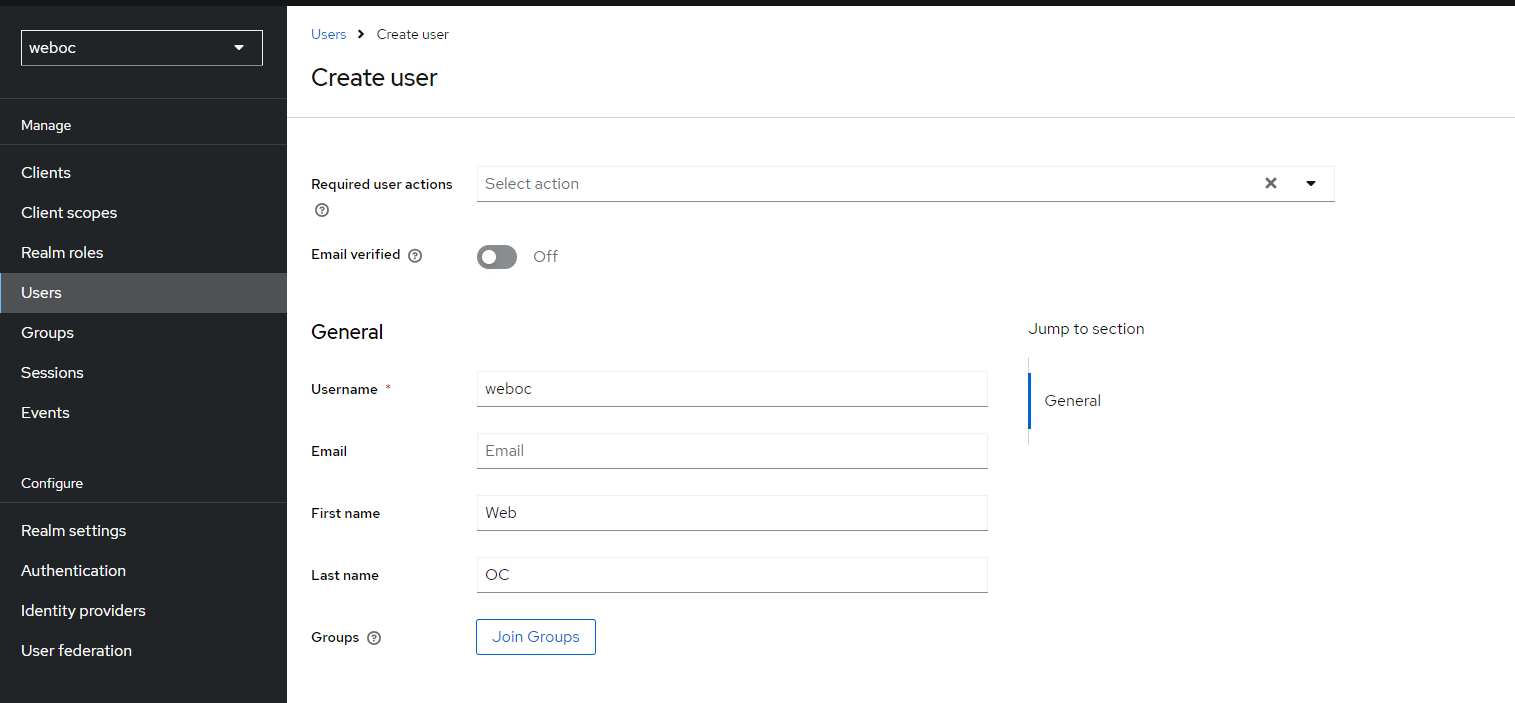 weboc
Manage
Clients
Client scopes
Realm roles
Users
Groups
Sessions
Events
Configure
Realm settings
Authentication
Identity providers
User federation
Users > Create user
Create user
Required user actions
Select action
Email verified
Off
General
Username *
weboc
Email
Email
First name
Web
Last name
OC
Groups
Join Groups
Jump to section
General